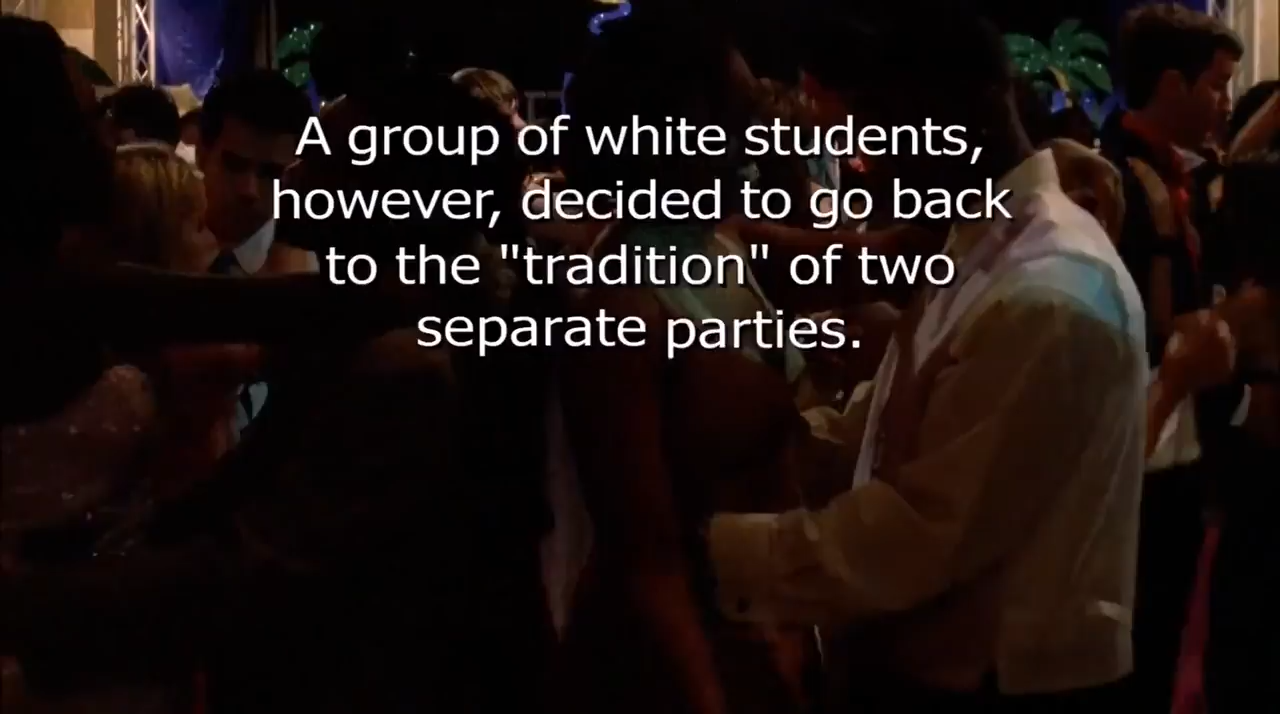 A group of white students,
however, decided to go back
to the "tradition" of two
separate parties.